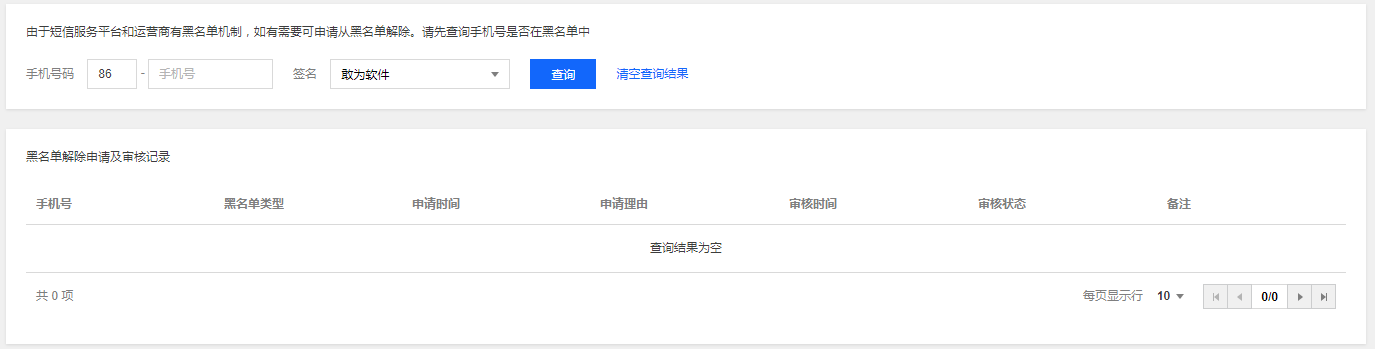 由于短信服务平台和运营商有黑名单机制，如有需要可申请从黑名单解除。请先查询手机号是否在黑名单中
手机号码 86 - 手机号 签名 敢为软件 查询 清空查询结果
黑名单解除申请及审核记录
手机号 黑名单类型 申请时间 申请理由 审核时间 审核状态 备注
查询结果为空
共 0 项 每页显示行 10 0/0